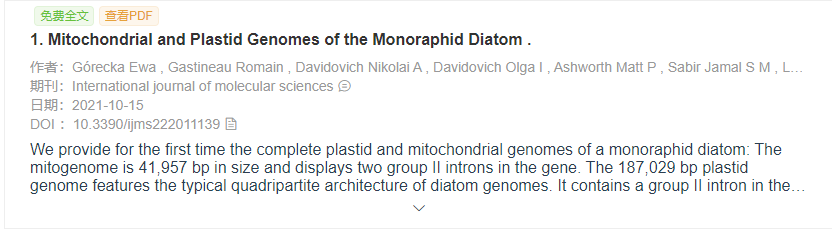 免费全文 查看PDF
1. Mitochondrial and Plastid Genomes of the Monoraphid Diatom .
作者：Górecka Ewa , Gastineau Romain , Davidovich Nikolai A , Davidovich Olga I , Ashworth Matt P , Sabir Jamal S M , L...
期刊：International journal of molecular sciences
日期：2021-10-15
DOI ：10.3390/ijms222011139
We provide for the first time the complete plastid and mitochondrial genomes of a monoraphid diatom: The
mitogenome is 41,957 bp in size and displays two group II introns in the gene. The 187,029 bp plastid
genome features the typical quadripartite architecture of diatom genomes. It contains a group II intron in the...